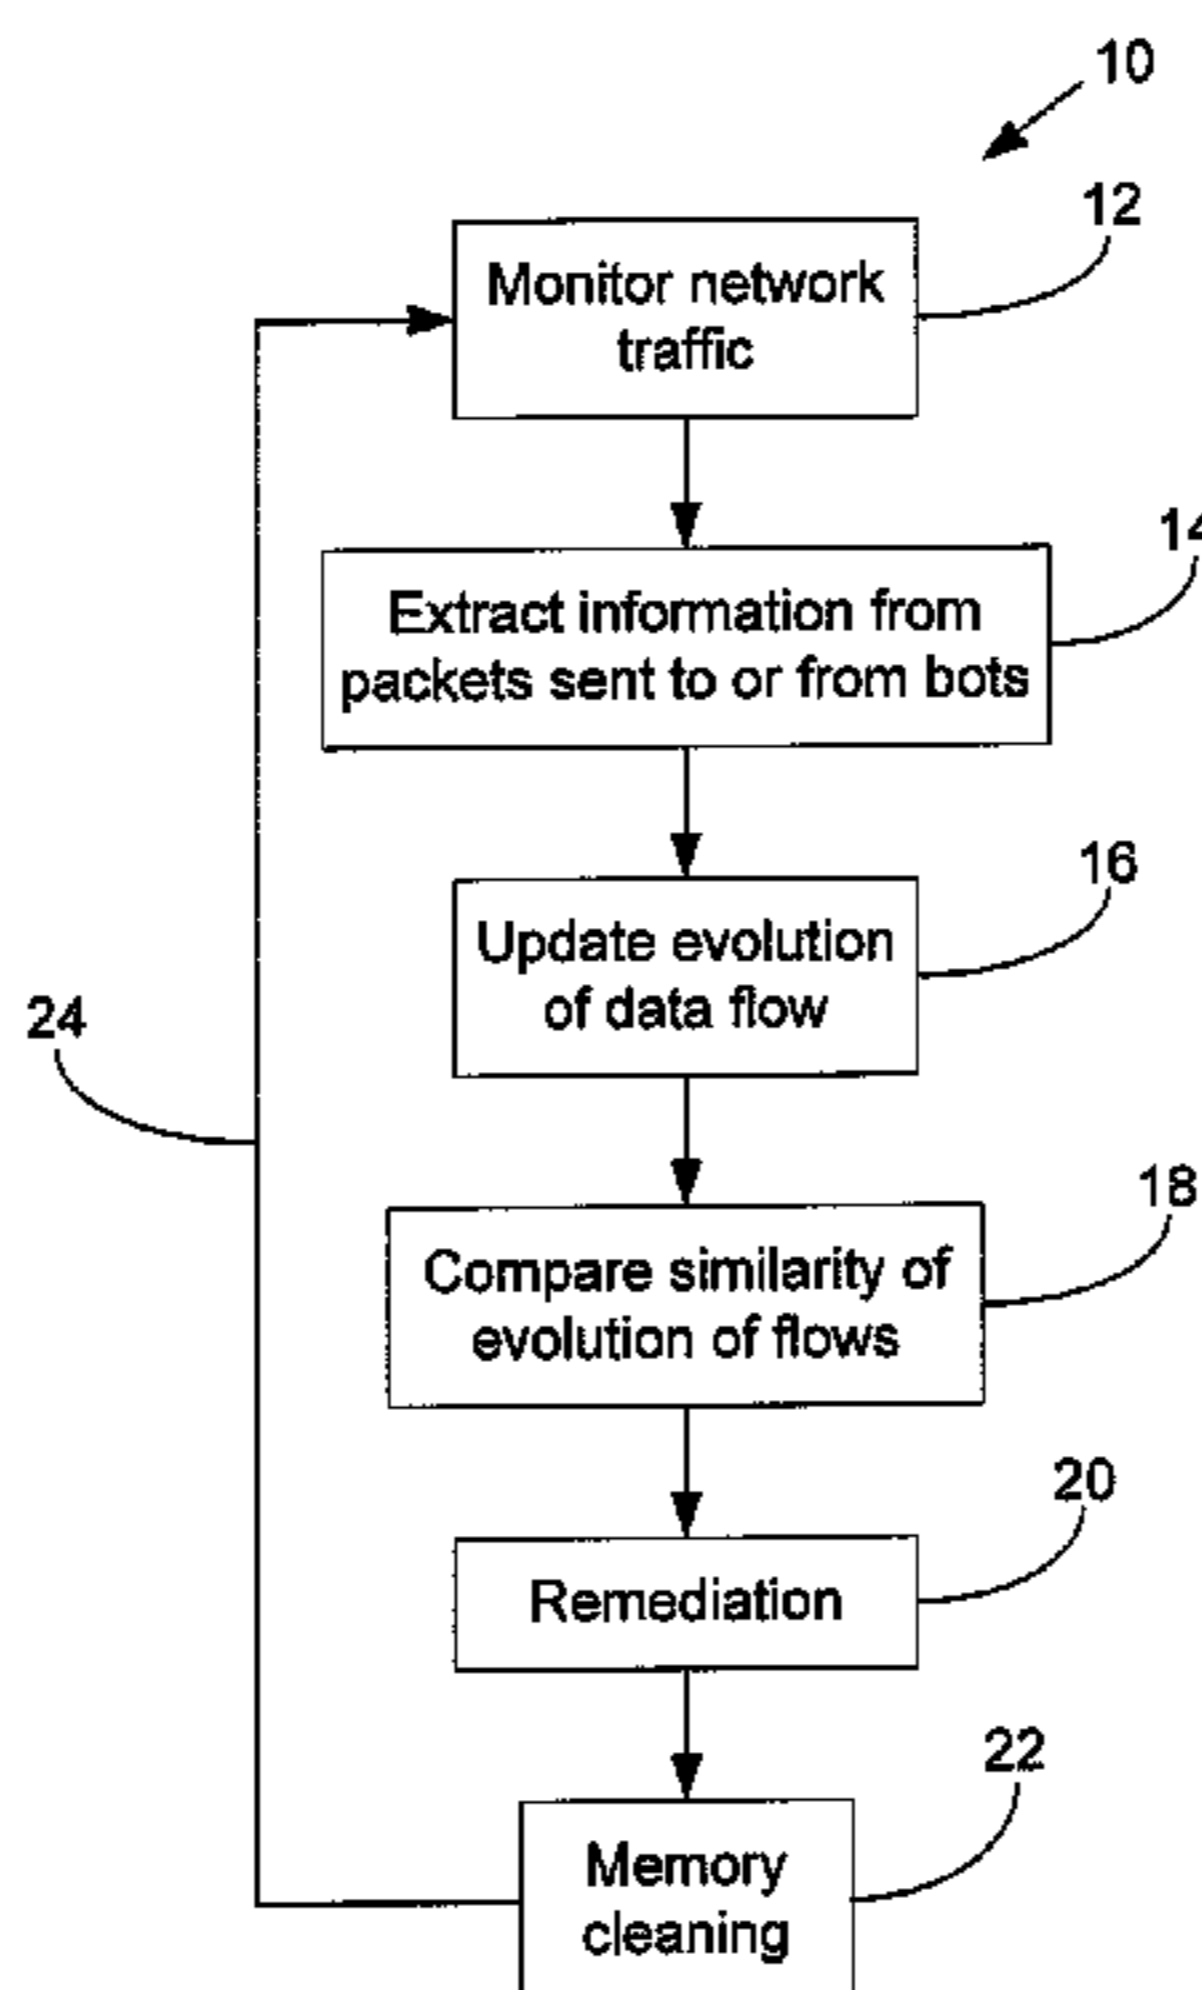 10
12
Monitor network
traffic
14
Extract information from
packets sent to or from bots
16
Update evolution
of data flow
24
18
Compare similarity of
evolution of flows
20
Remediation
22
Memory
cleaning